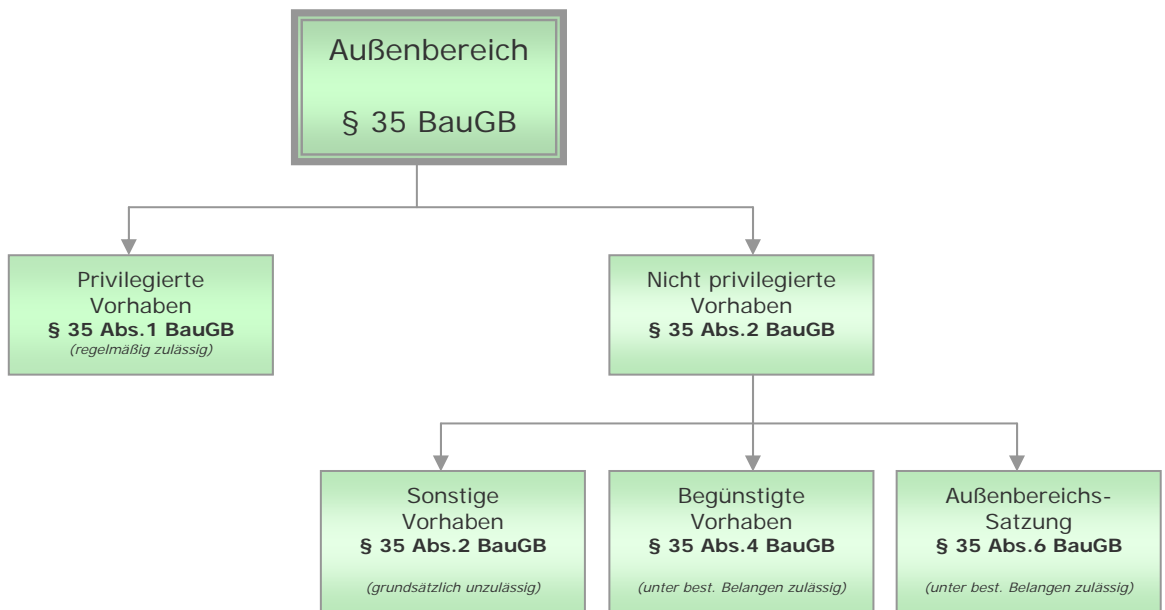 Außenbereich
§ 35 BauGB
Privilegierte
Vorhaben
§ 35 Abs.1 BauGB
(regelmäßig zulässig)
Nicht privilegierte
Vorhaben
§ 35 Abs.2 BauGB
Sonstige
Vorhaben
§ 35 Abs.2 BauGB
(grundsätzlich unzulässig)
Begünstigte
Vorhaben
§ 35 Abs.4 BauGB
(unter best. Belangen zulässig)
Außenbereichs-
Satzung
§ 35 Abs.6 BauGB
(unter best. Belangen zulässig)